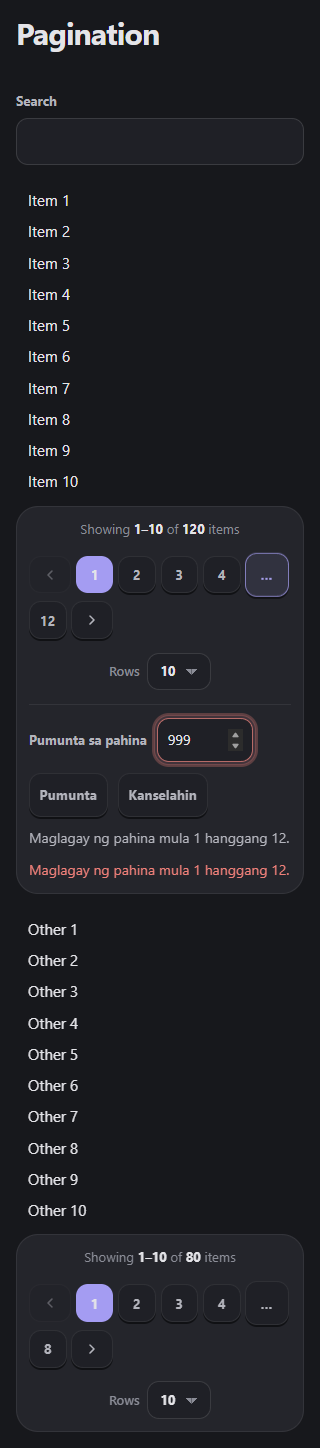 Pagination
Search
Item 1
Item 2
Item 3
Item 4
Item 5
Item 6
Item 7
Item 8
Item 9
Item 10
Showing 1–10 of 120 items
1 2 3 4 ...
12
Rows 10
Pumunta sa pahina 999
Pumunta Kanselahin
Maglagay ng pahina mula 1 hanggang 12.
Maglagay ng pahina mula 1 hanggang 12.
Other 1
Other 2
Other 3
Other 4
Other 5
Other 6
Other 7
Other 8
Other 9
Other 10
Showing 1–10 of 80 items
1 2 3 4 ...
8
Rows 10